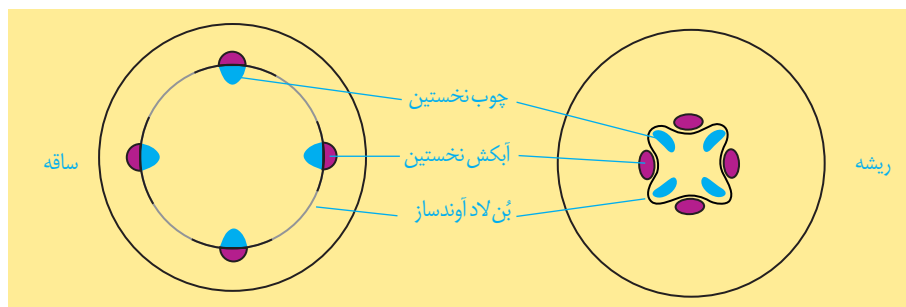 چوب نخستین
آبکش نخستین
ریشه
ساقه
بُن لاد آوندساز